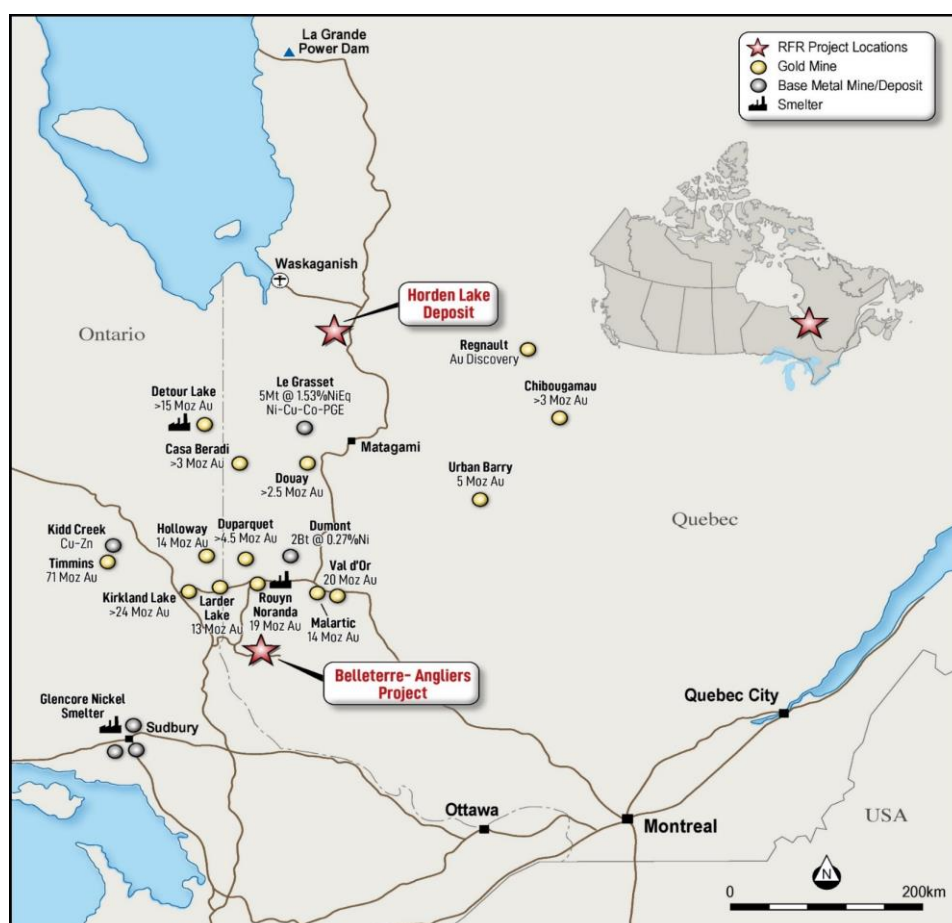 La Grande
Power Dam
RFR Project Locations
Gold Mine
Base Metal Mine/Deposit
Smelter
Waskaganish
Horden Lake
Deposit
Ontario
Regnault
Au Discovery
Detour Lake
>15 Moz Au
Le Grasset
5Mt @ 1.53%NiEq
Ni-Cu-Co-PGE
Chibougamau
>3 Moz Au
Casa Beradi
>3 Moz Au
Matagami
Douay
>2.5 Moz Au
Urban Barry
5 Moz Au
Quebec
Kidd Creek
Cu-Zn
Timmins
71 Moz Au
Holloway
14 Moz Au
Duparquet
>4.5 Moz Au
Dumont
2Bt @ 0.27%Ni
Val d'Or
20 Moz Au
Kirkland Lake
>24 Moz Au
Larder
Lake
13 Moz Au
Rouyn
Noranda
19 Moz Au
Malartic
14 Moz Au
Belleterre- Angliers
Project
Glencore Nickel
Smelter
Sudbury
Quebec City
Ottawa
Montreal
USA
N
0
200km